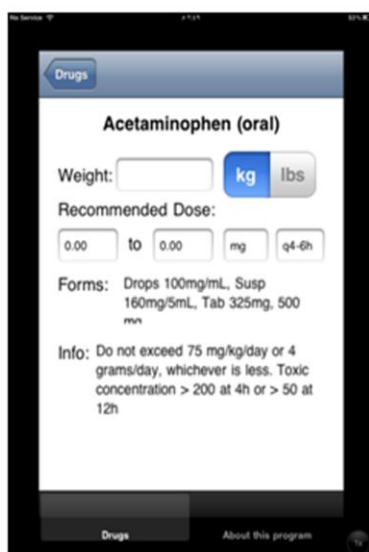 No Service
Drugs
Acetaminophen (oral)
Weight: kg lbs
Recommended Dose:
0.00 to 0.00 mg q4-6h
Forms: Drops 100mg/mL, Susp
160mg/5mL, Tab 325mg, 500
Info: Do not exceed 75 mg/kg/day or 4
grams/day, whichever is less. Toxic
concentration > 200 at 4h or > 50 at
12h
Drugs About this program